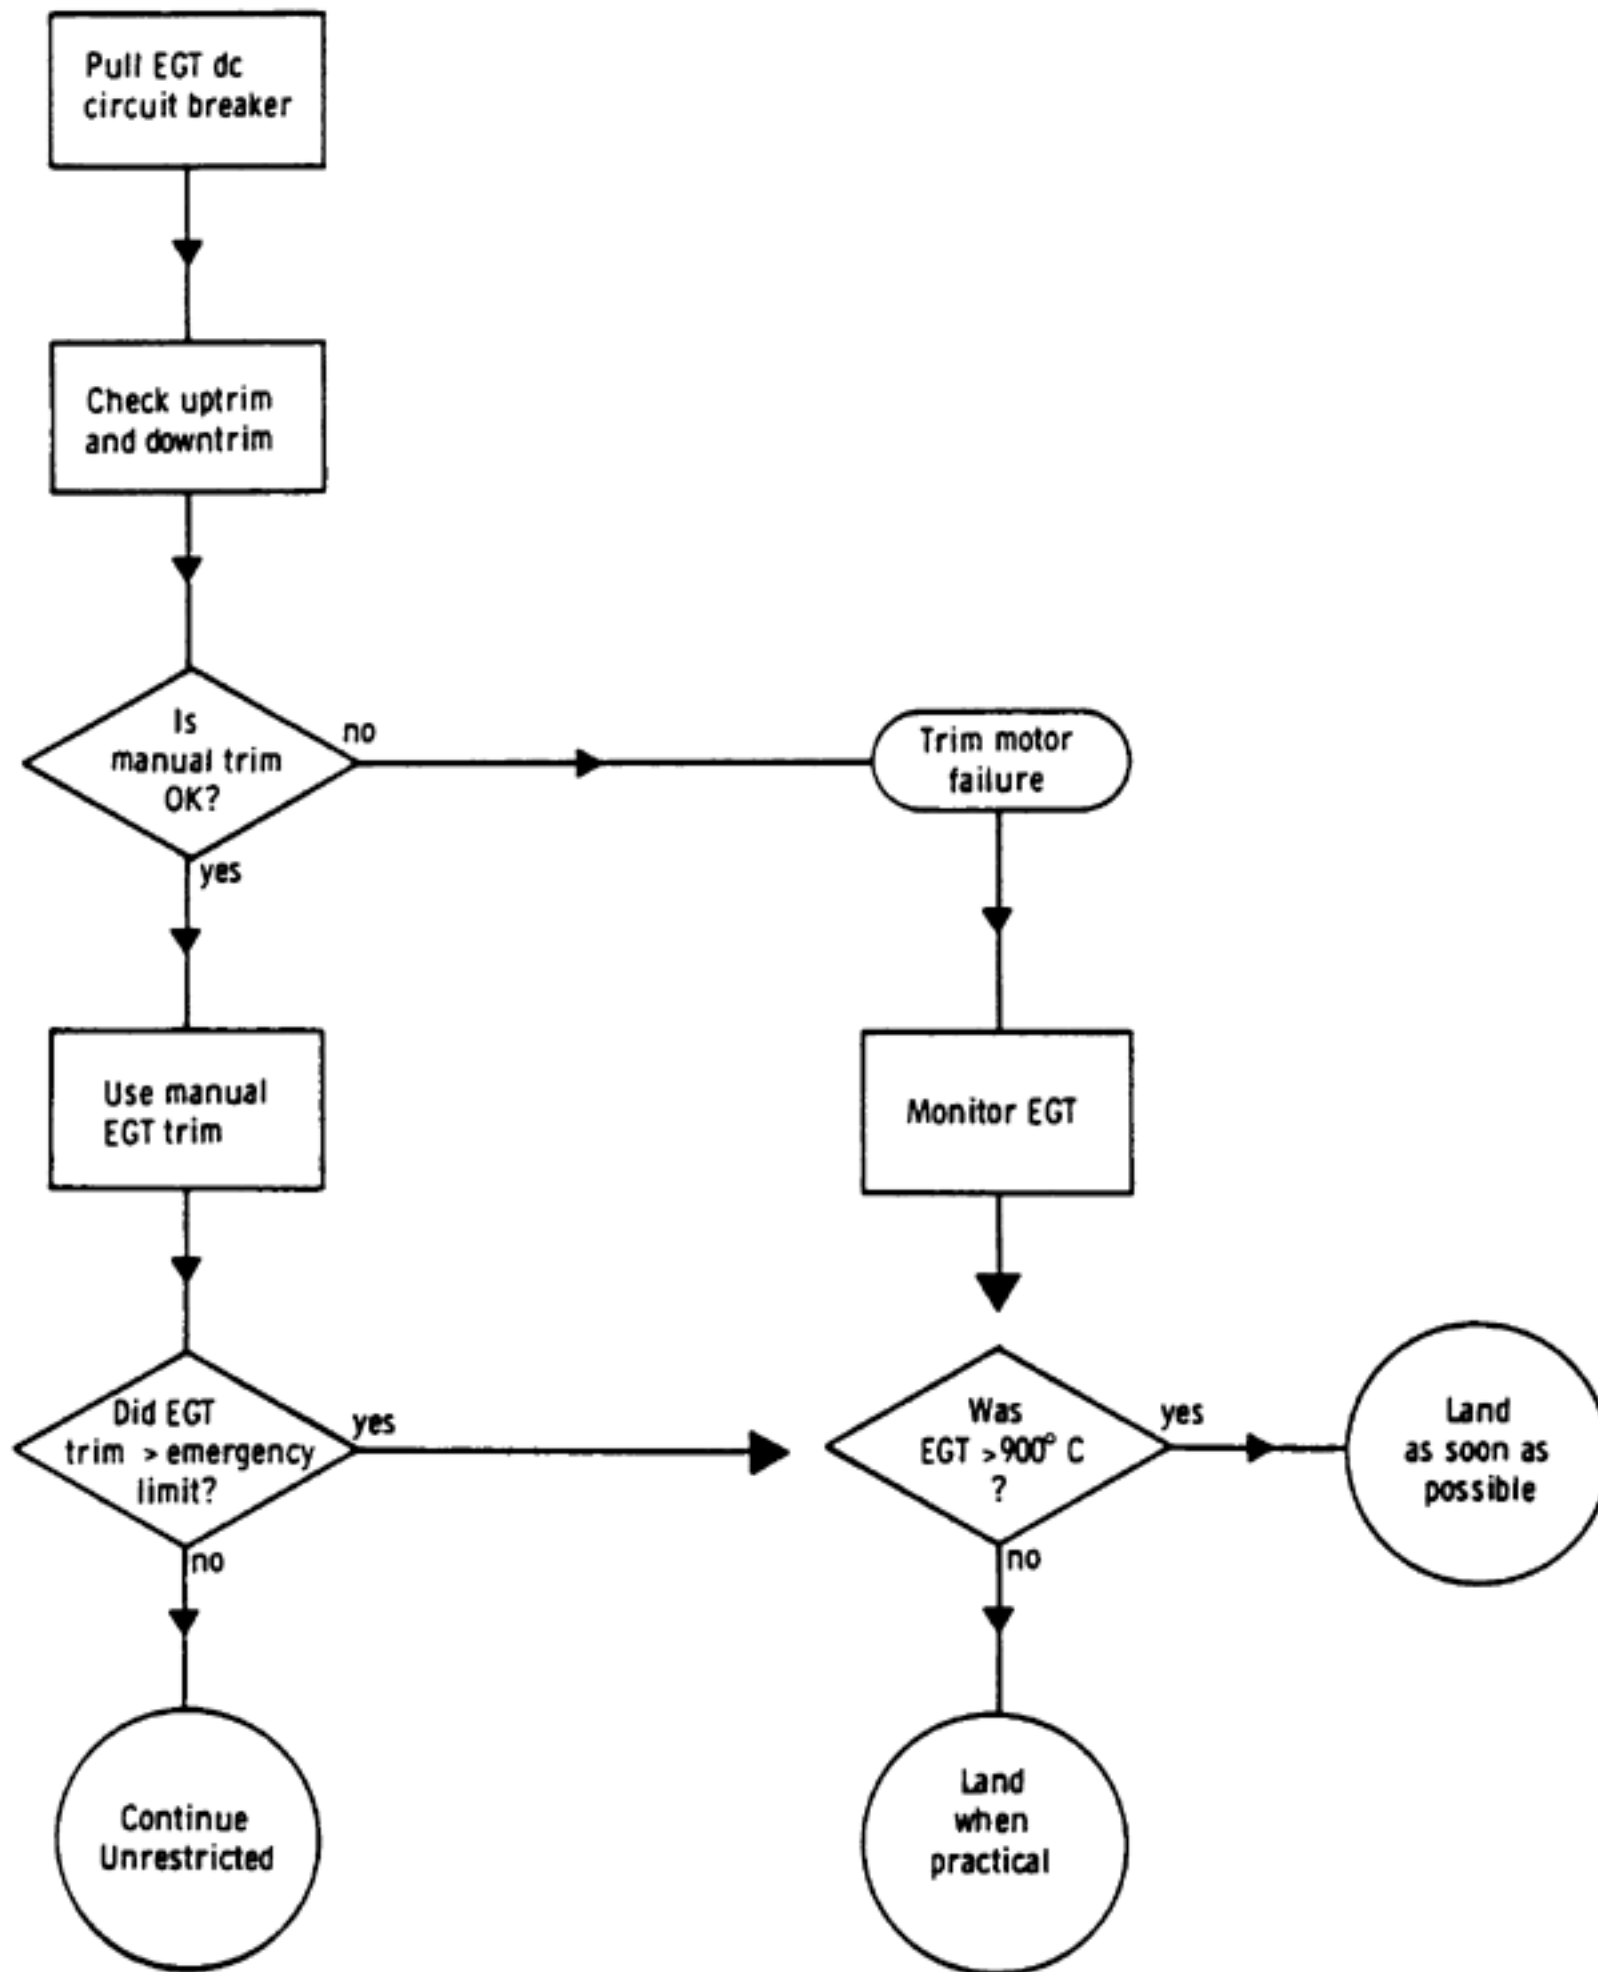 Pull EGT dc
circuit breaker
Check uptrim
and downtrim
Is
manual trim
OK?
no
yes
Trim motor
failure
Use manual
EGT trim
Monitor EGT
Did EGT
trim > emergency
limit?
yes
no
Was
EGT >900° C
?
yes
no
Land
as soon as
possible
Continue
Unrestricted
Land
when
practical